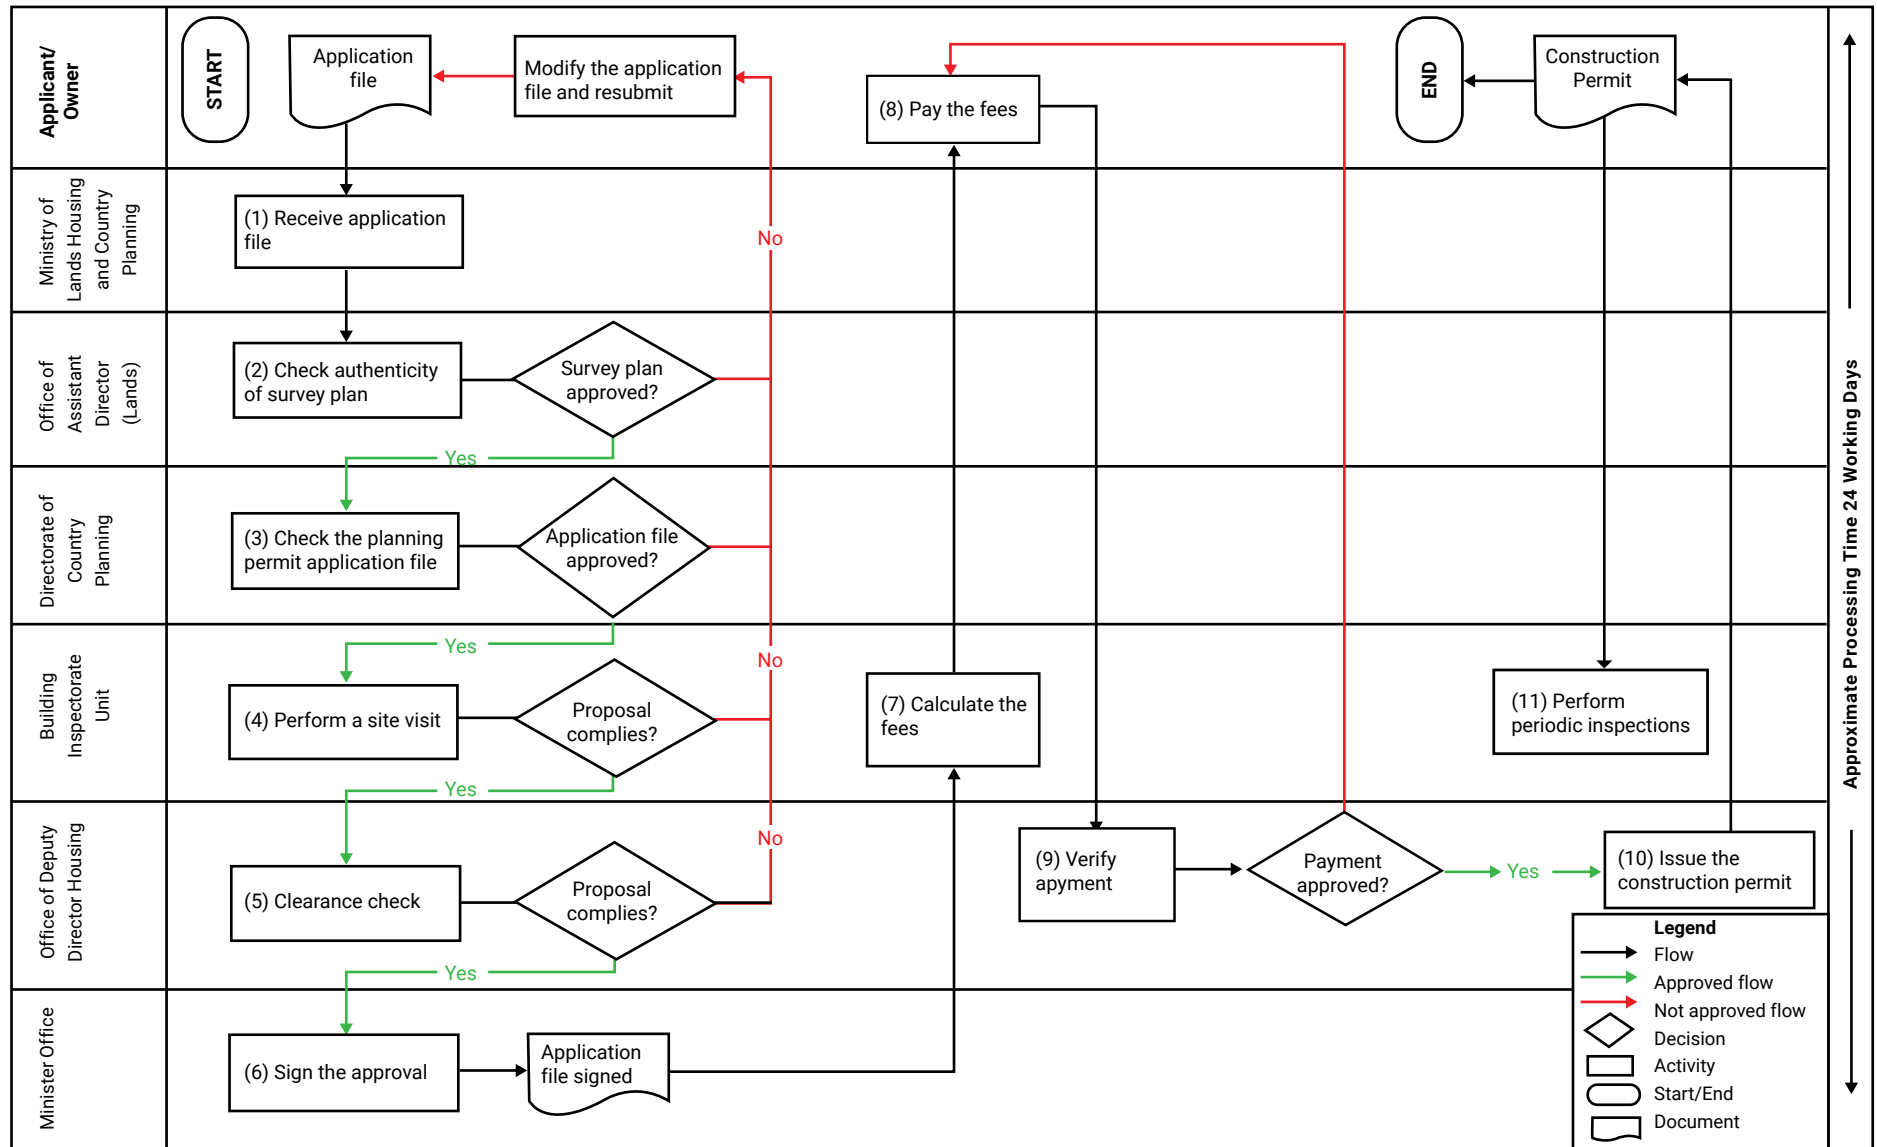 Applicant/
Owner
START
Application
file
Modify the application
file and resubmit
(8) Pay the fees
END
Construction
Permit
Ministry of
Lands Housing
and Country
Planning
(1) Receive application
file
No
Office of
Assistant
Director
(Lands)
(2) Check authenticity
of survey plan
Survey plan
approved?
Yes
Directorate of
Country
Planning
(3) Check the planning
permit application file
Application file
approved?
Yes
No
Building
Inspectorate
Unit
(4) Perform a site visit
Proposal
complies?
(7) Calculate the
fees
(11) Perform
periodic inspections
Yes
No
Office of Deputy
Director Housing
(5) Clearance check
Proposal
complies?
(9) Verify
apyment
Payment
approved?
Yes
(10) Issue the
construction permit
Yes
Minister Office
(6) Sign the approval
Application
file signed
Approximate Processing Time 24 Working Days
Legend
Flow
Approved flow
Not approved flow
Decision
Activity
Start/End
Document